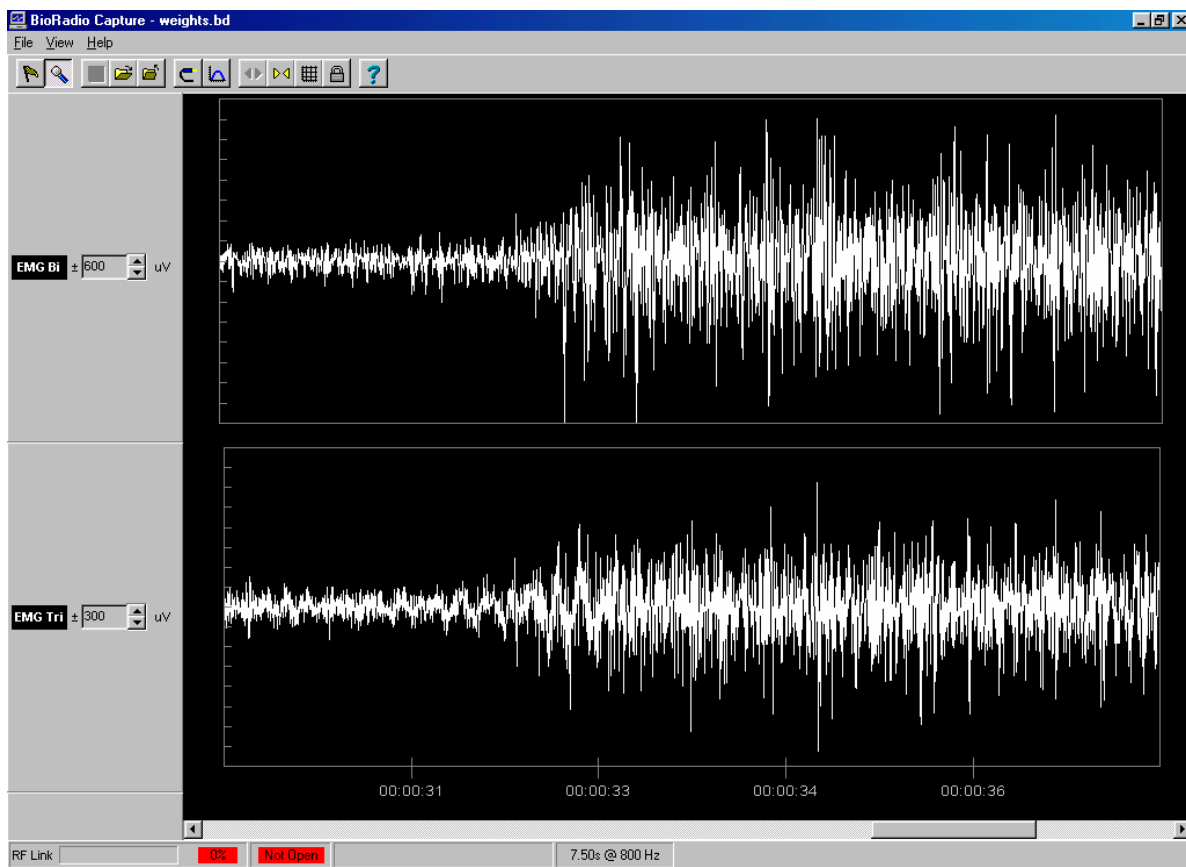 BioRadio Capture - weights.bd
File View Help
?
EMG Bi ± 600 uV
EMG Tri ± 300 uV
00:00:31 00:00:33 00:00:34 00:00:36
RF Link 0% Not Open 7.50s @ 800 Hz